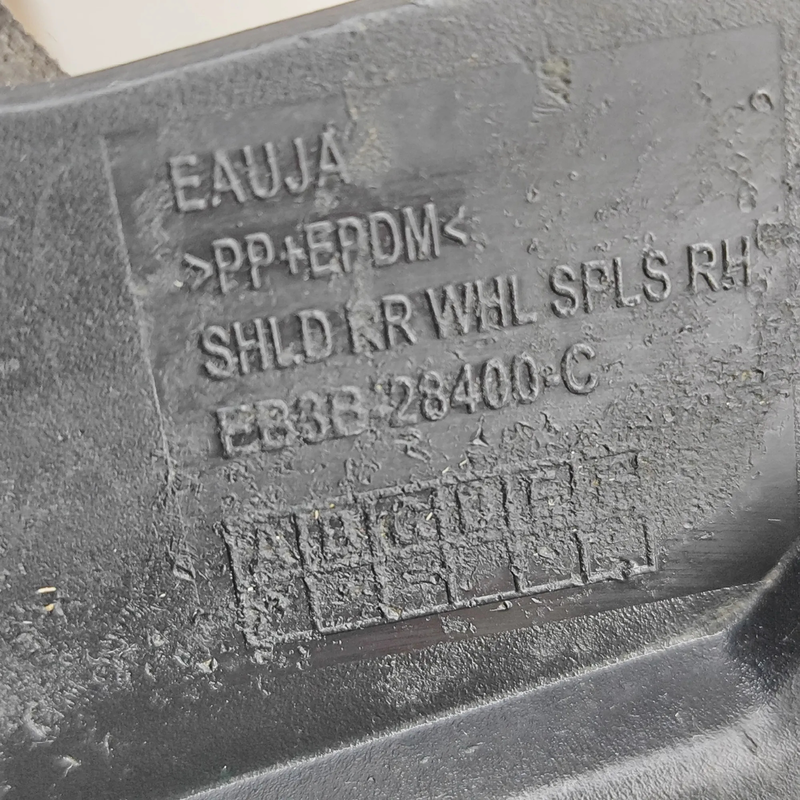 EAUJA
>PP+EPDM<
SHLD RR WHL SPLS RH
EB3B-28400-C
A B C D